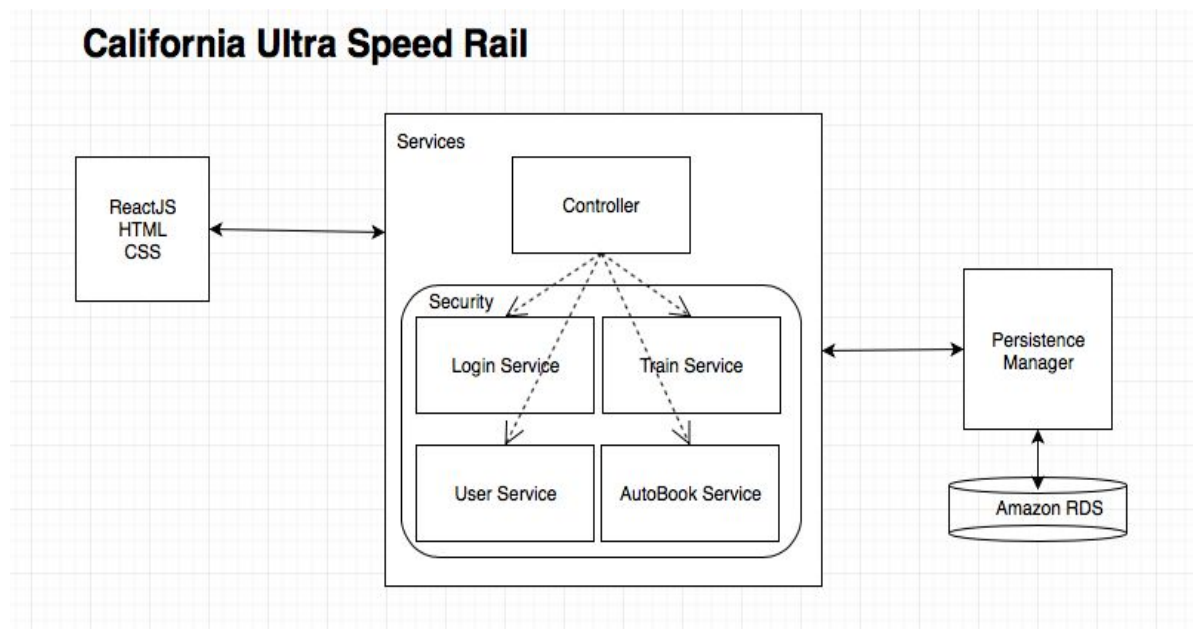 California Ultra Speed Rail
ReactJS
HTML
CSS
Services
Controller
Security
Login Service
Train Service
User Service
AutoBook Service
Persistence
Manager
Amazon RDS